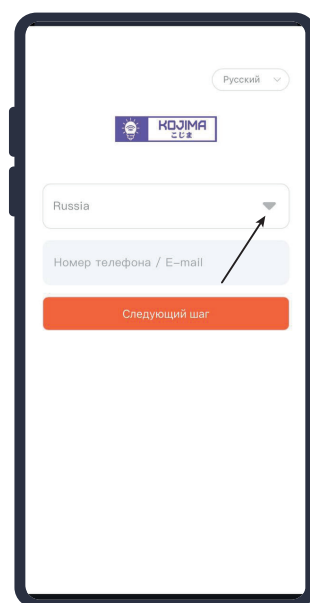 Русский
KOJIMA
こじま
Russia
Номер телефона / E-mail
Следующий шаг